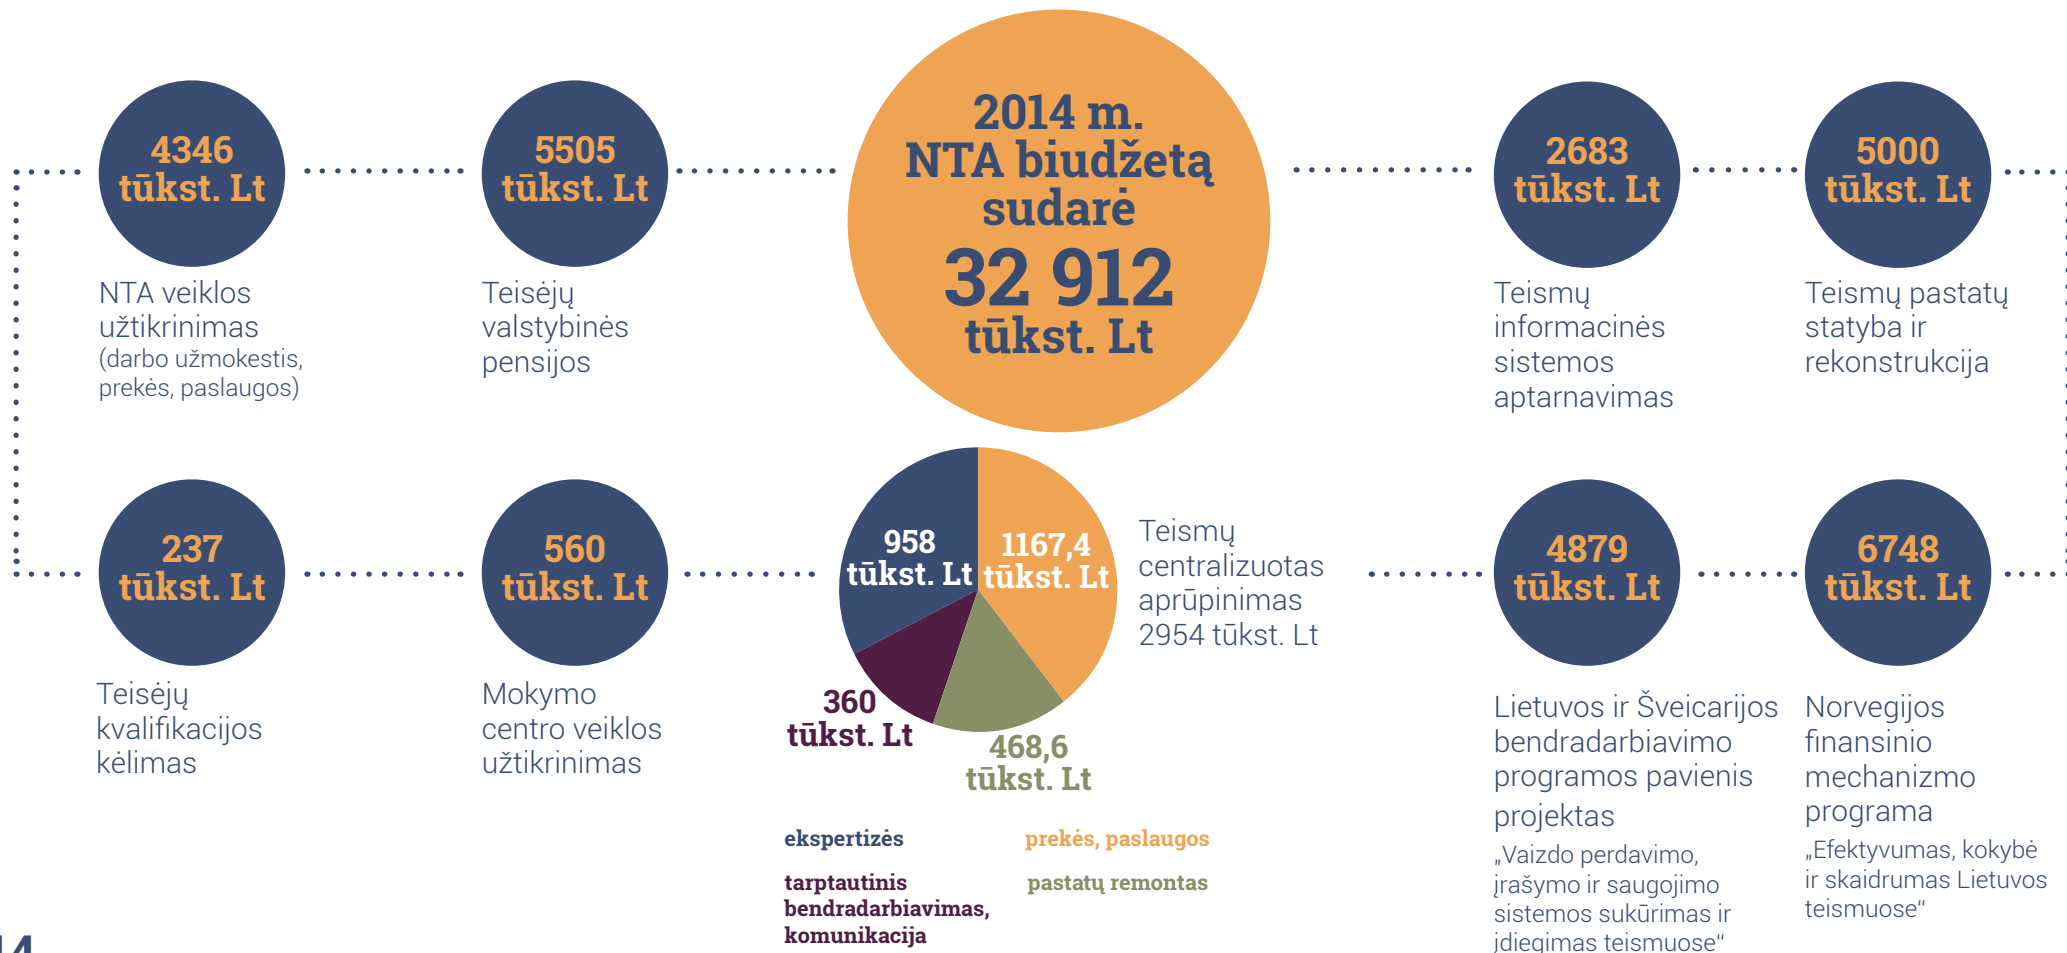 2014 m.
NTA biudžetą
sudarė
32 912
tūkst. Lt
4346
tūkst. Lt
NTA veiklos
užtikrinimas
(darbo užmokestis,
prekės, paslaugos)
5505
tūkst. Lt
Teisėjų
valstybinės
pensijos
2683
tūkst. Lt
Teismų
informacinės
sistemos
aptarnavimas
5000
tūkst. Lt
Teismų pastatų
statyba ir
rekonstrukcija
237
tūkst. Lt
Teisėjų
kvalifikacijos
kėlimas
560
tūkst. Lt
Mokymo
centro veiklos
užtikrinimas
958
tūkst. Lt
1167,4
tūkst. Lt
360
tūkst. Lt
468,6
tūkst. Lt
Teismų
centralizuotas
aprūpinimas
2954 tūkst. Lt
ekspertizės
prekės, paslaugos
tarptautinis
bendradarbiavimas,
komunikacija
pastatų remontas
4879
tūkst. Lt
Lietuvos ir Šveicarijos
bendradarbiavimo
programos pavienis
projektas
„Vaizdo perdavimo,
įrašymo ir saugojimo
sistemos sukūrimas ir
įdiegimas teismuose“
6748
tūkst. Lt
Norvegijos
finansinio
mechanizmo
programa
„Efektyvumas, kokybė
ir skaidrumas Lietuvos
teismuose“
14